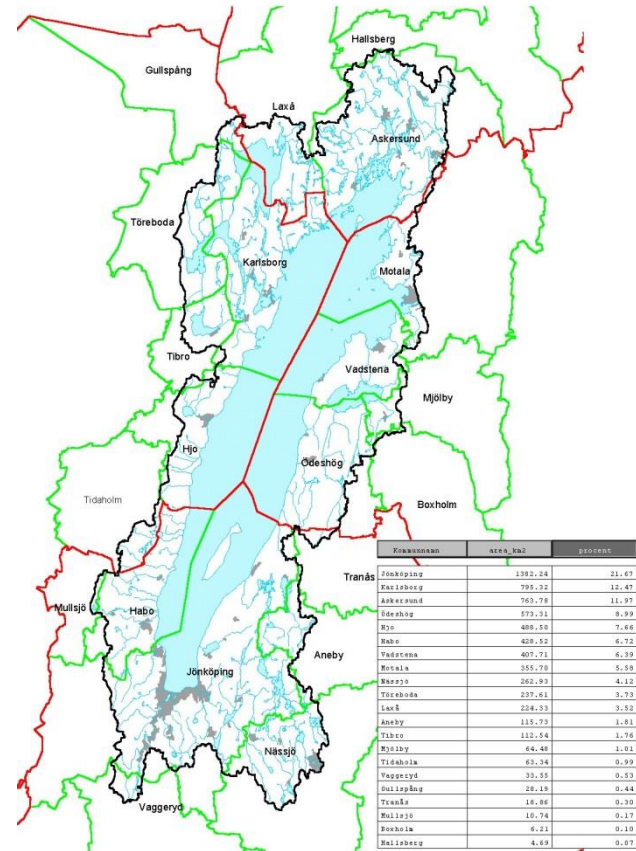 Hallsberg
Gullspång
Laxå
Askersund
Töreboda
Karlsborg
Motala
Tibro
Vadstena
Mjölby
Hjo
Ödeshög
Tidaholm
Boxholm
Tranås
Mullsjö
Habo
Aneby
Jönköping
Nässjö
Vaggeryd
Kommunnamn area_km2 procent
Jönköping 1382.24 21.67
Karlsborg 795.32 12.47
Askersund 763.78 11.97
Ödeshög 573.31 8.99
Hjo 488.50 7.66
Habo 428.52 6.72
Vadstena 407.71 6.39
Motala 355.70 5.58
Nässjö 262.93 4.12
Töreboda 237.61 3.73
Laxå 224.33 3.52
Aneby 115.73 1.81
Tibro 112.54 1.76
Mjölby 64.48 1.01
Tidaholm 63.34 0.99
Vaggeryd 33.55 0.53
Gullspång 28.19 0.44
Tranås 18.86 0.30
Mullsjö 10.74 0.17
Boxholm 6.21 0.10
Hallsberg 4.69 0.07